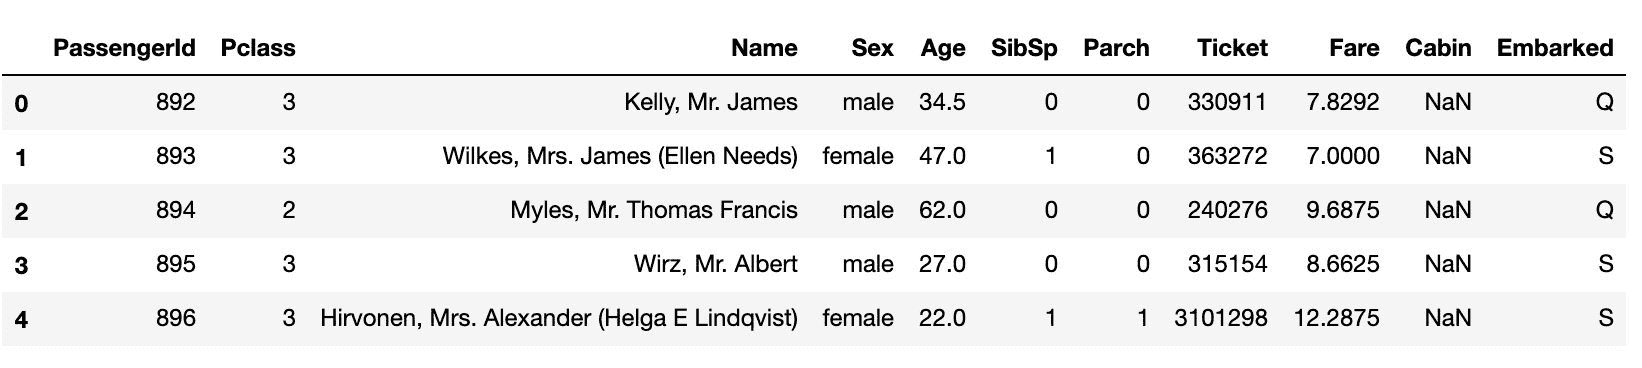 PassengerId Pclass Name Sex Age SibSp Parch Ticket Fare Cabin Embarked
0 892 3 Kelly, Mr. James male 34.5 0 0 330911 7.8292 NaN Q
1 893 3 Wilkes, Mrs. James (Ellen Needs) female 47.0 1 0 363272 7.0000 NaN S
2 894 2 Myles, Mr. Thomas Francis male 62.0 0 0 240276 9.6875 NaN Q
3 895 3 Wirz, Mr. Albert male 27.0 0 0 315154 8.6625 NaN S
4 896 3 Hirvonen, Mrs. Alexander (Helga E Lindqvist) female 22.0 1 1 3101298 12.2875 NaN S